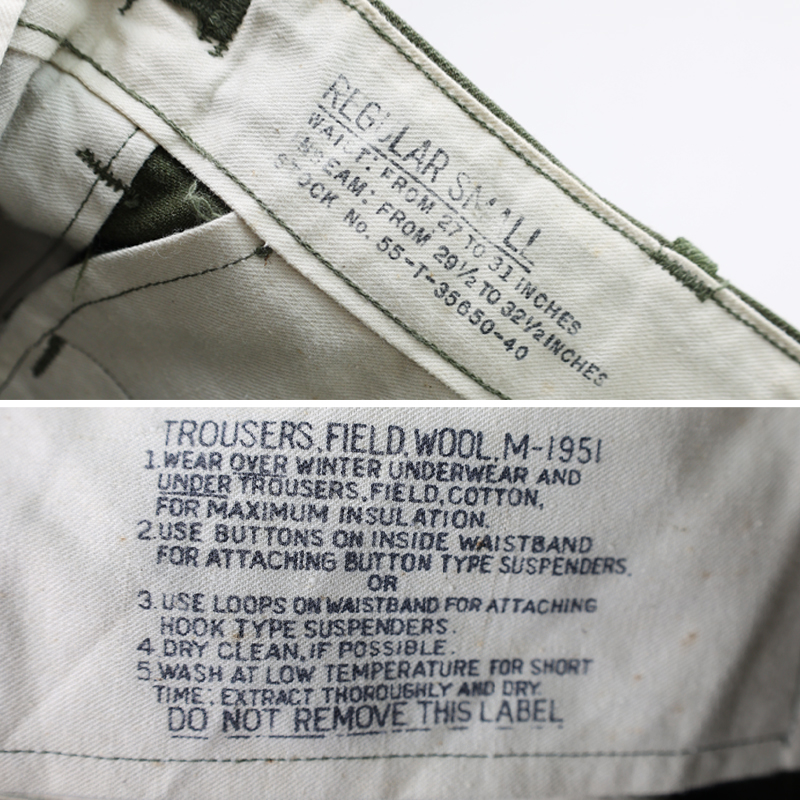 REGULAR SMALL
WAIST: FROM 27 TO 31 INCHES
INSEAM: FROM 29½ TO 32½ INCHES
STOCK No. 55-T-35650-40
TROUSERS, FIELD, WOOL, M-1951
1. WEAR OVER WINTER UNDERWEAR AND
UNDER TROUSERS, FIELD, COTTON,
FOR MAXIMUM INSULATION.
2. USE BUTTONS ON INSIDE WAISTBAND
FOR ATTACHING BUTTON TYPE SUSPENDERS.
OR
3. USE LOOPS ON WAISTBAND FOR ATTACHING
HOOK TYPE SUSPENDERS.
4. DRY CLEAN, IF POSSIBLE.
5. WASH AT LOW TEMPERATURE FOR SHORT
TIME. EXTRACT THOROUGHLY AND DRY.
DO NOT REMOVE THIS LABEL